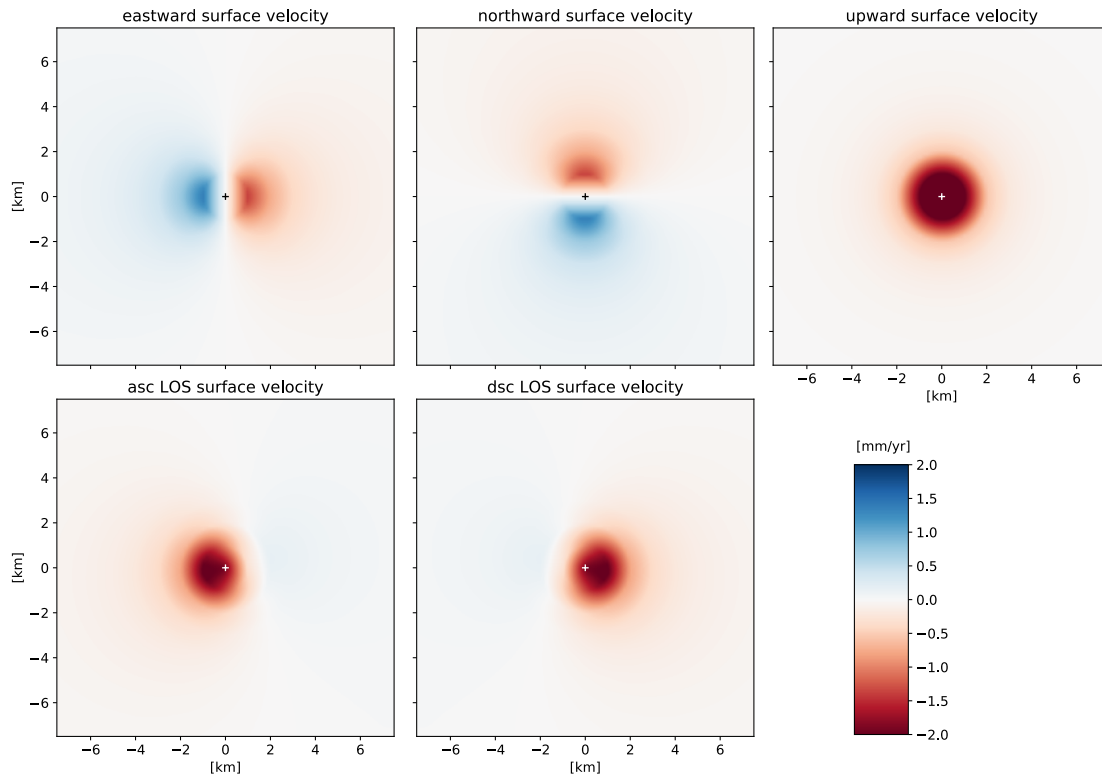 eastward surface velocity
northward surface velocity
upward surface velocity
6
4
2
0
−2
−4
−6
[km]
−6 −4 −2 0 2 4 6
[km]
asc LOS surface velocity
dsc LOS surface velocity
6
4
2
0
−2
−4
−6
[km]
−6 −4 −2 0 2 4 6
[km]
−6 −4 −2 0 2 4 6
[km]
[mm/yr]
2.0
1.5
1.0
0.5
0.0
−0.5
−1.0
−1.5
−2.0